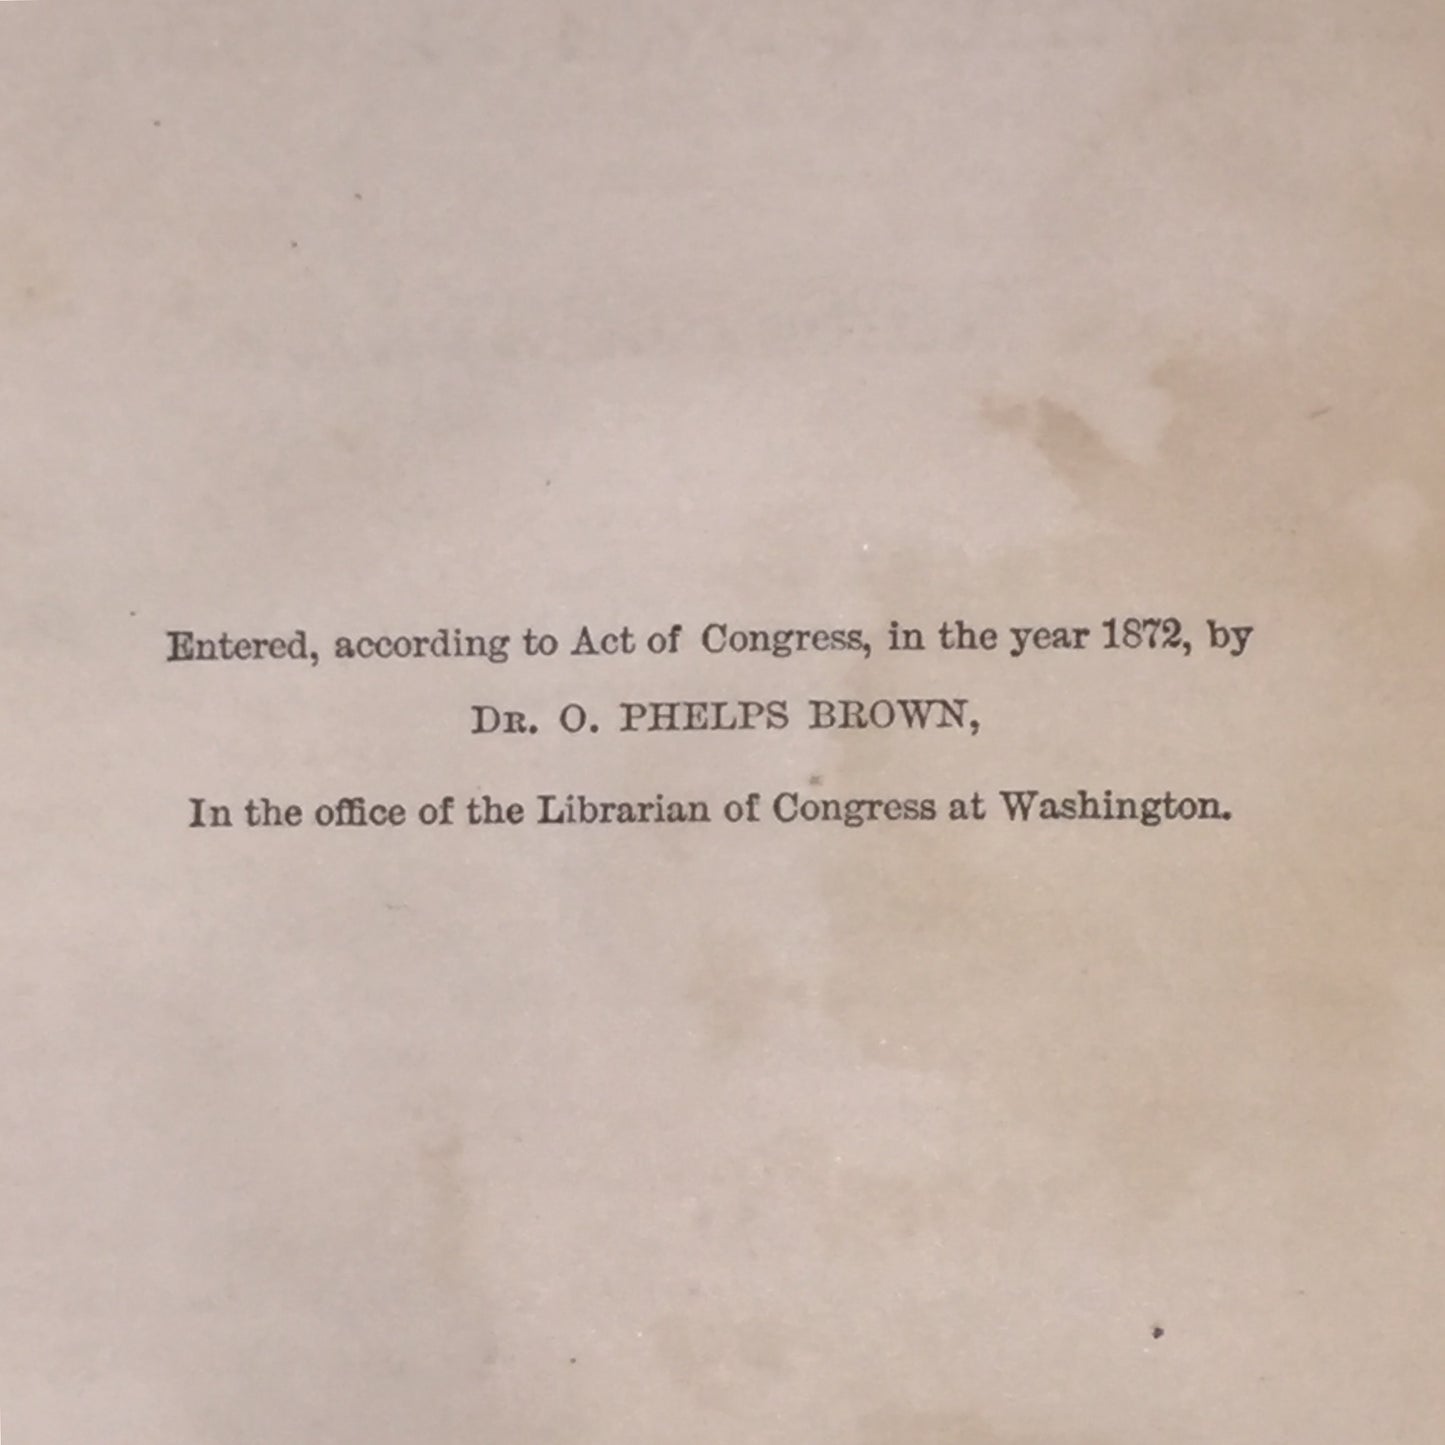 Entered, according to Act of Congress, in the year 1872, by
DR. O. PHELPS BROWN,
In the office of the Librarian of Congress at Washington.